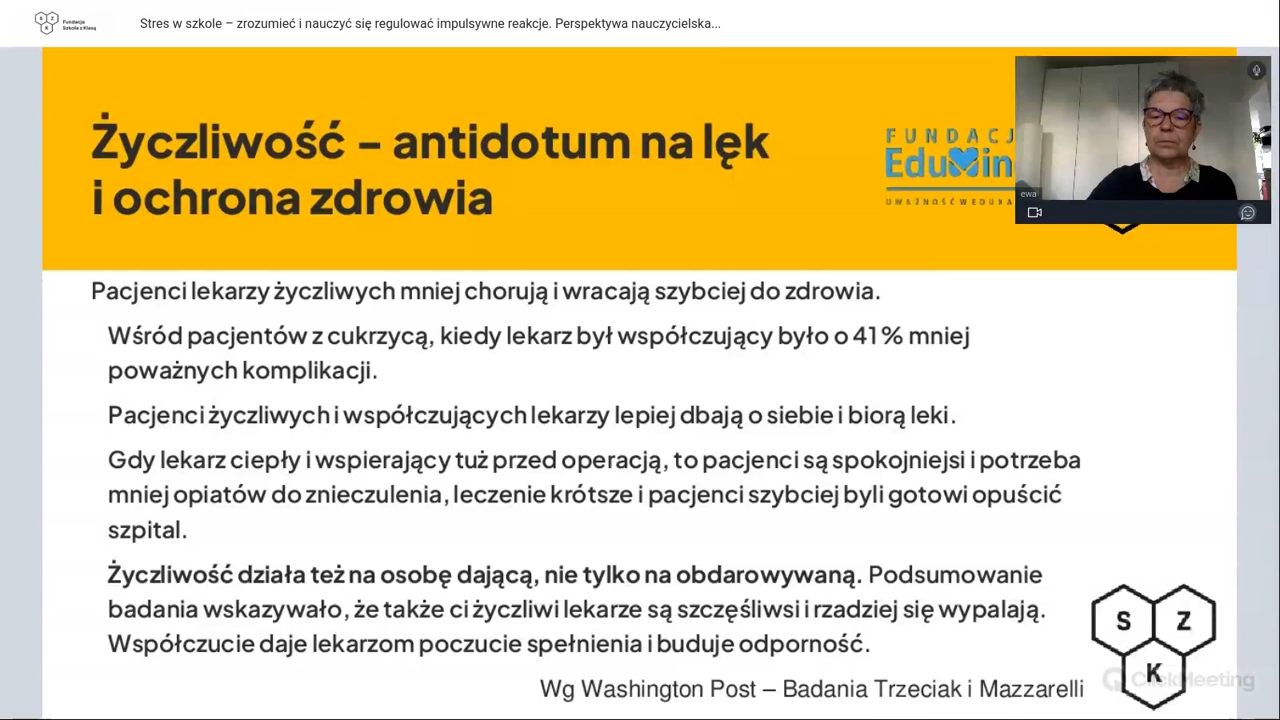 Fundacja
Szkoła z Klasą
S Z
K
Stres w szkole – zrozumieć i nauczyć się regulować impulsywne reakcje. Perspektywa nauczycielska...
Życzliwość – antidotum na lęk
i ochrona zdrowia
FUNDACJ
EduMin
UWAŻNOŚĆ W EDUKA
ewa
Pacjenci lekarzy życzliwych mniej chorują i wracają szybciej do zdrowia.
Wśród pacjentów z cukrzycą, kiedy lekarz był współczujący było o 41 % mniej
poważnych komplikacji.
Pacjenci życzliwych i współczujących lekarzy lepiej dbają o siebie i biorą leki.
Gdy lekarz ciepły i wspierający tuż przed operacją, to pacjenci są spokojniejsi i potrzeba
mniej opiatów do znieczulenia, leczenie krótsze i pacjenci szybciej byli gotowi opuścić
szpital.
Życzliwość działa też na osobę dającą, nie tylko na obdarowywaną. Podsumowanie
badania wskazywało, że także ci życzliwi lekarze są szczęśliwsi i rzadziej się wypalają.
Współczucie daje lekarzom poczucie spełnienia i buduje odporność.
S Z
K
ClickMeeting
Wg Washington Post – Badania Trzeciak i Mazzarelli